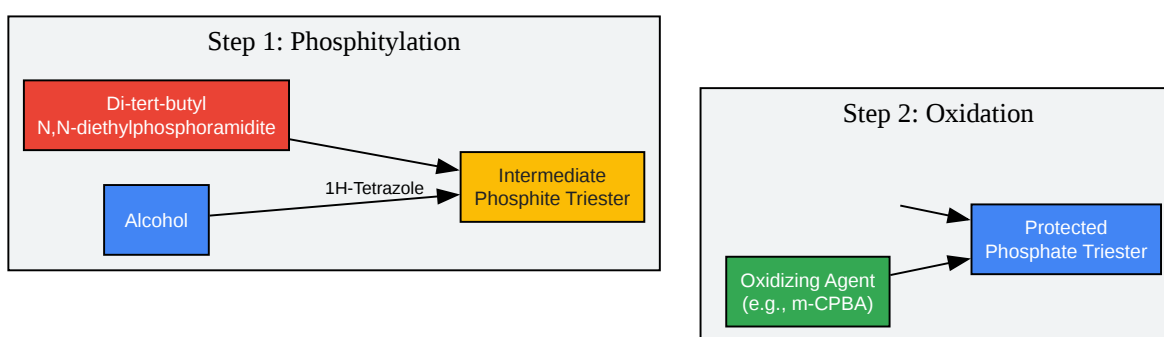 Step 1: Phosphitylation
Di-tert-butyl
N,N-diethylphosphoramidite
Alcohol
1H-Tetrazole
Intermediate
Phosphite Triester
Step 2: Oxidation
Protected
Phosphate Triester
Oxidizing Agent
(e.g., m-CPBA)